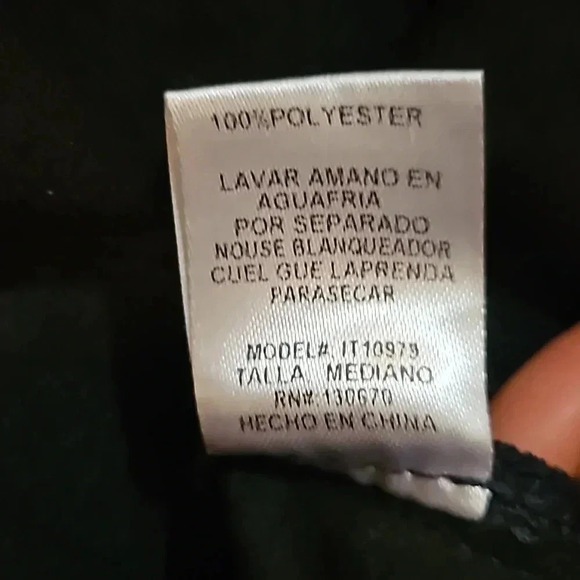 100%POLYESTER
LAVAR AMANO EN
AGUAFRIA
POR SEPARADO
NOUSE BLANQUEADOR
CUEL GUE LAPRENDA
PARASECAR
MODEL#: IT10979
TALLA: MEDIANO
RN#:130670
HECHO EN CHINA